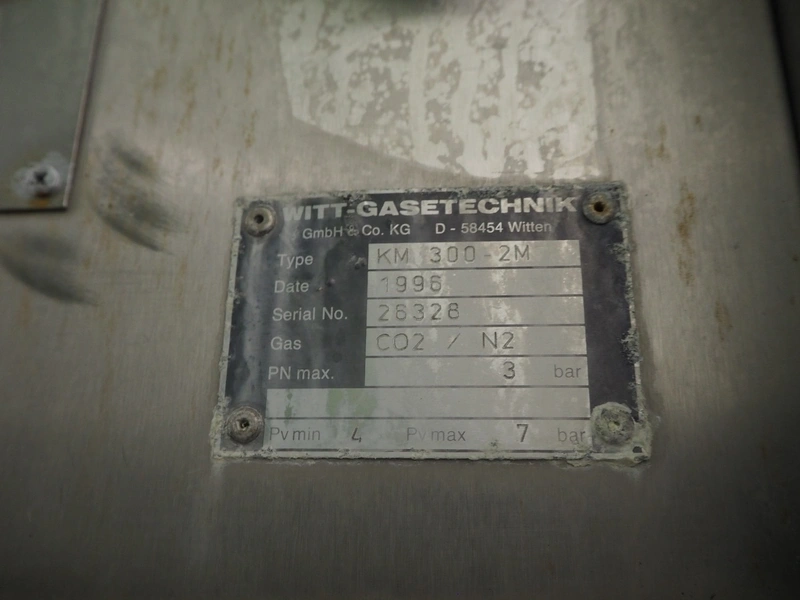 WITT-GASETECHNIK
GmbH & Co. KG D - 58454 Witten
Type KM 300-2M
Date 1996
Serial No. 26326
Gas CO2 / N2
PN max. 3 bar
Pv min 4 Pv max 7 bar